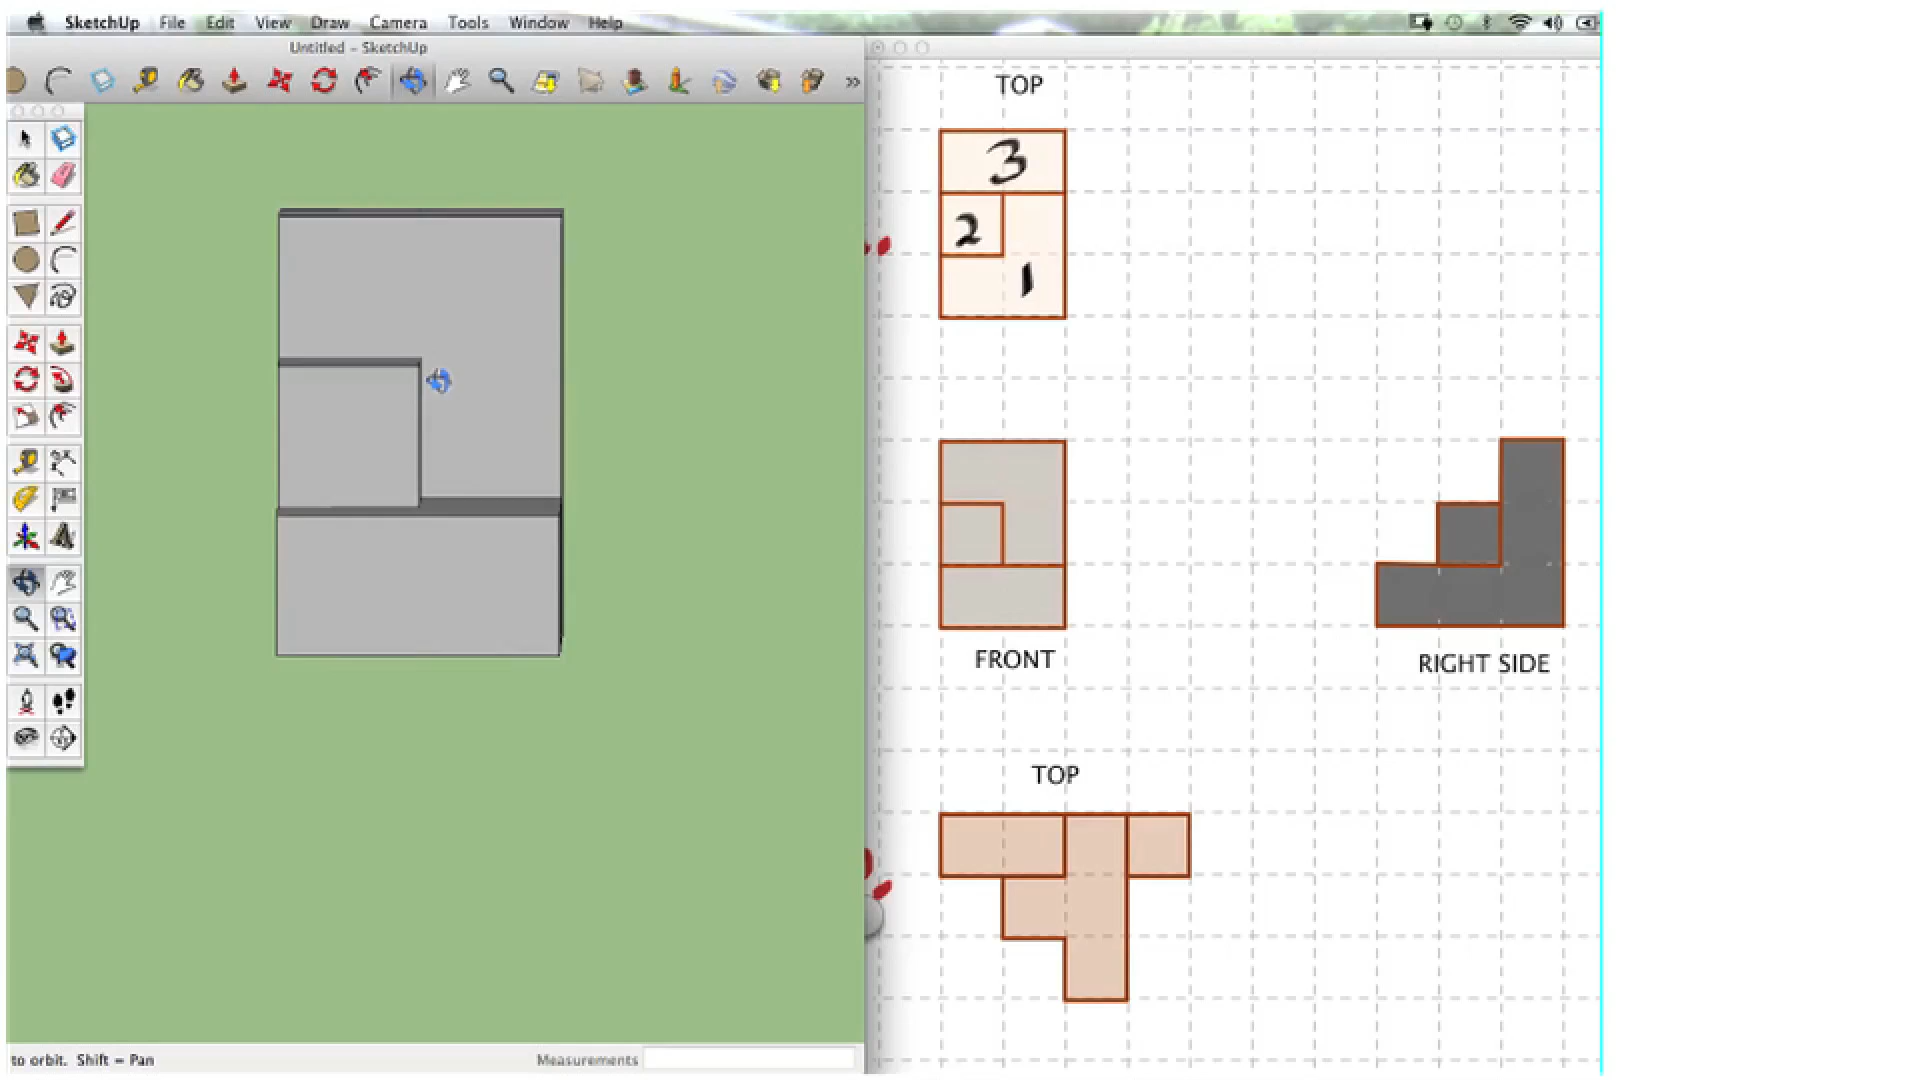 SketchUp File Edit View Draw Camera Tools Window Help
Untitled - SketchUp
»
TOP
3
2
1
FRONT
RIGHT SIDE
TOP
to orbit. Shift = Pan
Measurements